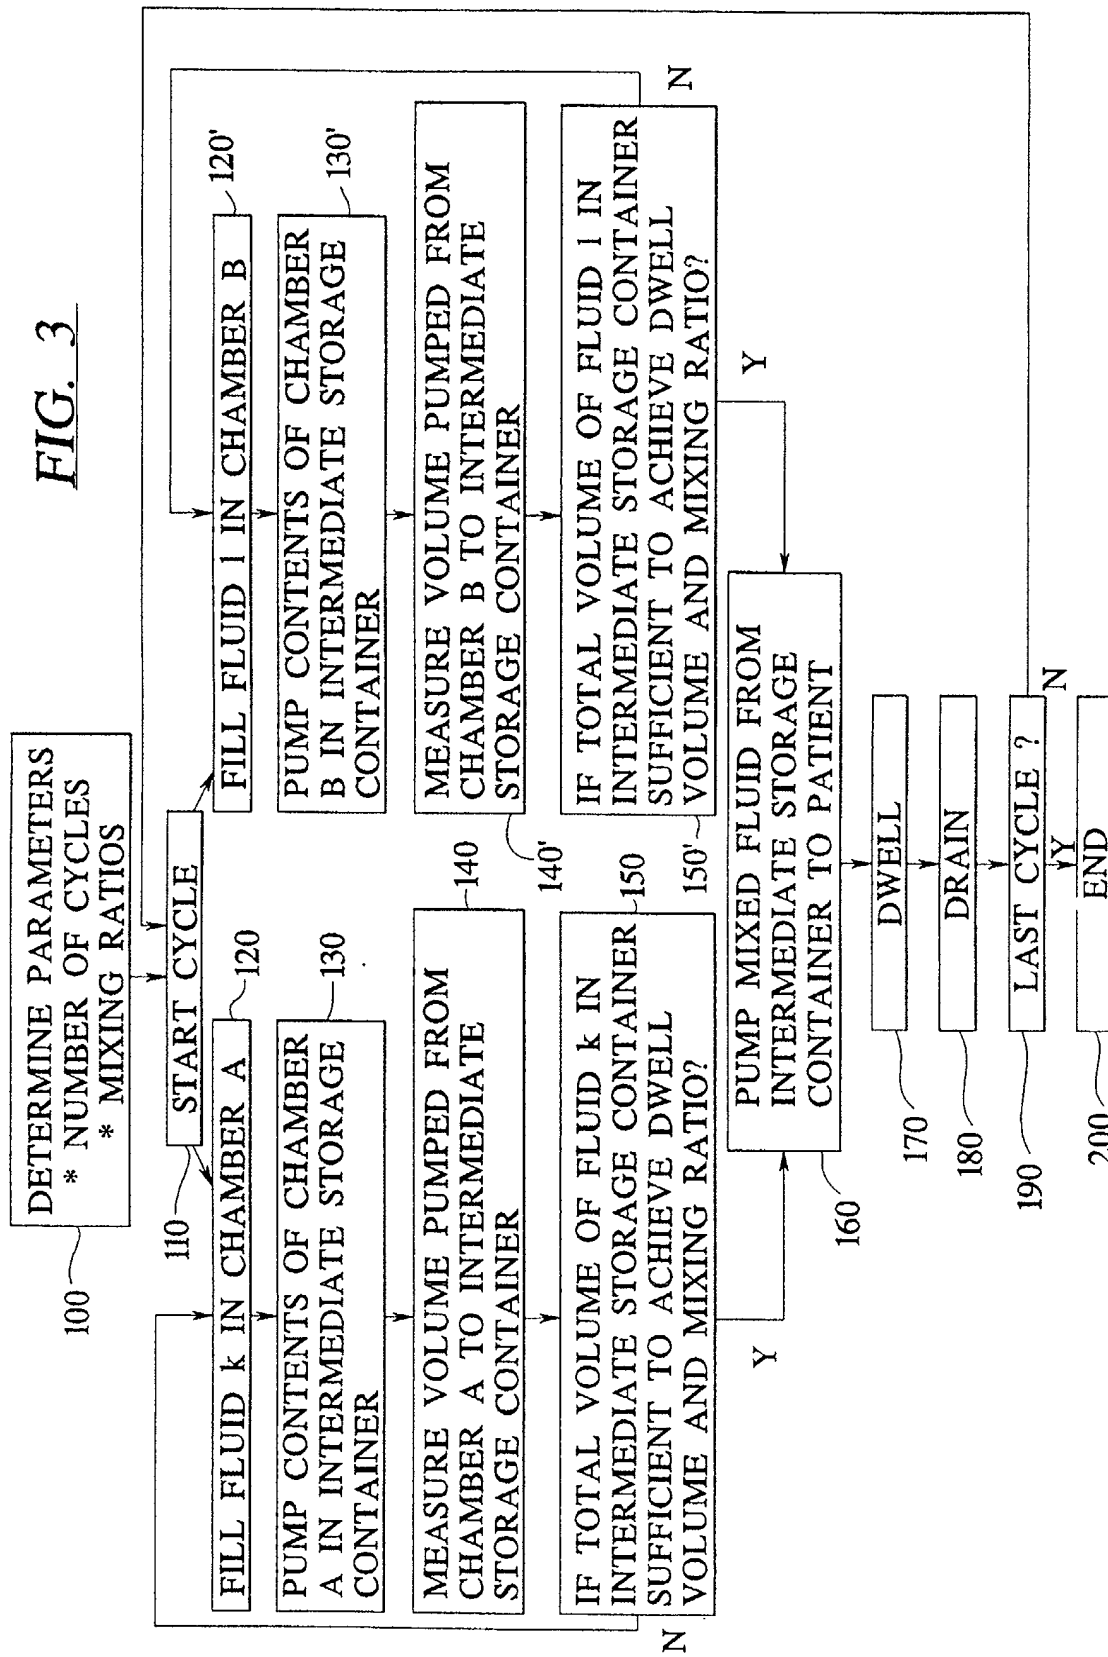 FIG. 3
DETERMINE PARAMETERS
* NUMBER OF CYCLES
* MIXING RATIOS
100
START CYCLE
110
FILL FLUID k IN CHAMBER A
120
PUMP CONTENTS OF CHAMBER
A IN INTERMEDIATE STORAGE
CONTAINER
130
MEASURE VOLUME PUMPED FROM
CHAMBER A TO INTERMEDIATE
STORAGE CONTAINER
140
IF TOTAL VOLUME OF FLUID k IN
INTERMEDIATE STORAGE CONTAINER
SUFFICIENT TO ACHIEVE DWELL
VOLUME AND MIXING RATIO?
150
N
Y
FILL FLUID 1 IN CHAMBER B
120'
PUMP CONTENTS OF CHAMBER
B IN INTERMEDIATE STORAGE
CONTAINER
130'
MEASURE VOLUME PUMPED FROM
CHAMBER B TO INTERMEDIATE
STORAGE CONTAINER
140'
IF TOTAL VOLUME OF FLUID 1 IN
INTERMEDIATE STORAGE CONTAINER
SUFFICIENT TO ACHIEVE DWELL
VOLUME AND MIXING RATIO?
150'
N
Y
PUMP MIXED FLUID FROM
INTERMEDIATE STORAGE
CONTAINER TO PATIENT
160
DWELL
170
DRAIN
180
LAST CYCLE ?
190
N
Y
END
200